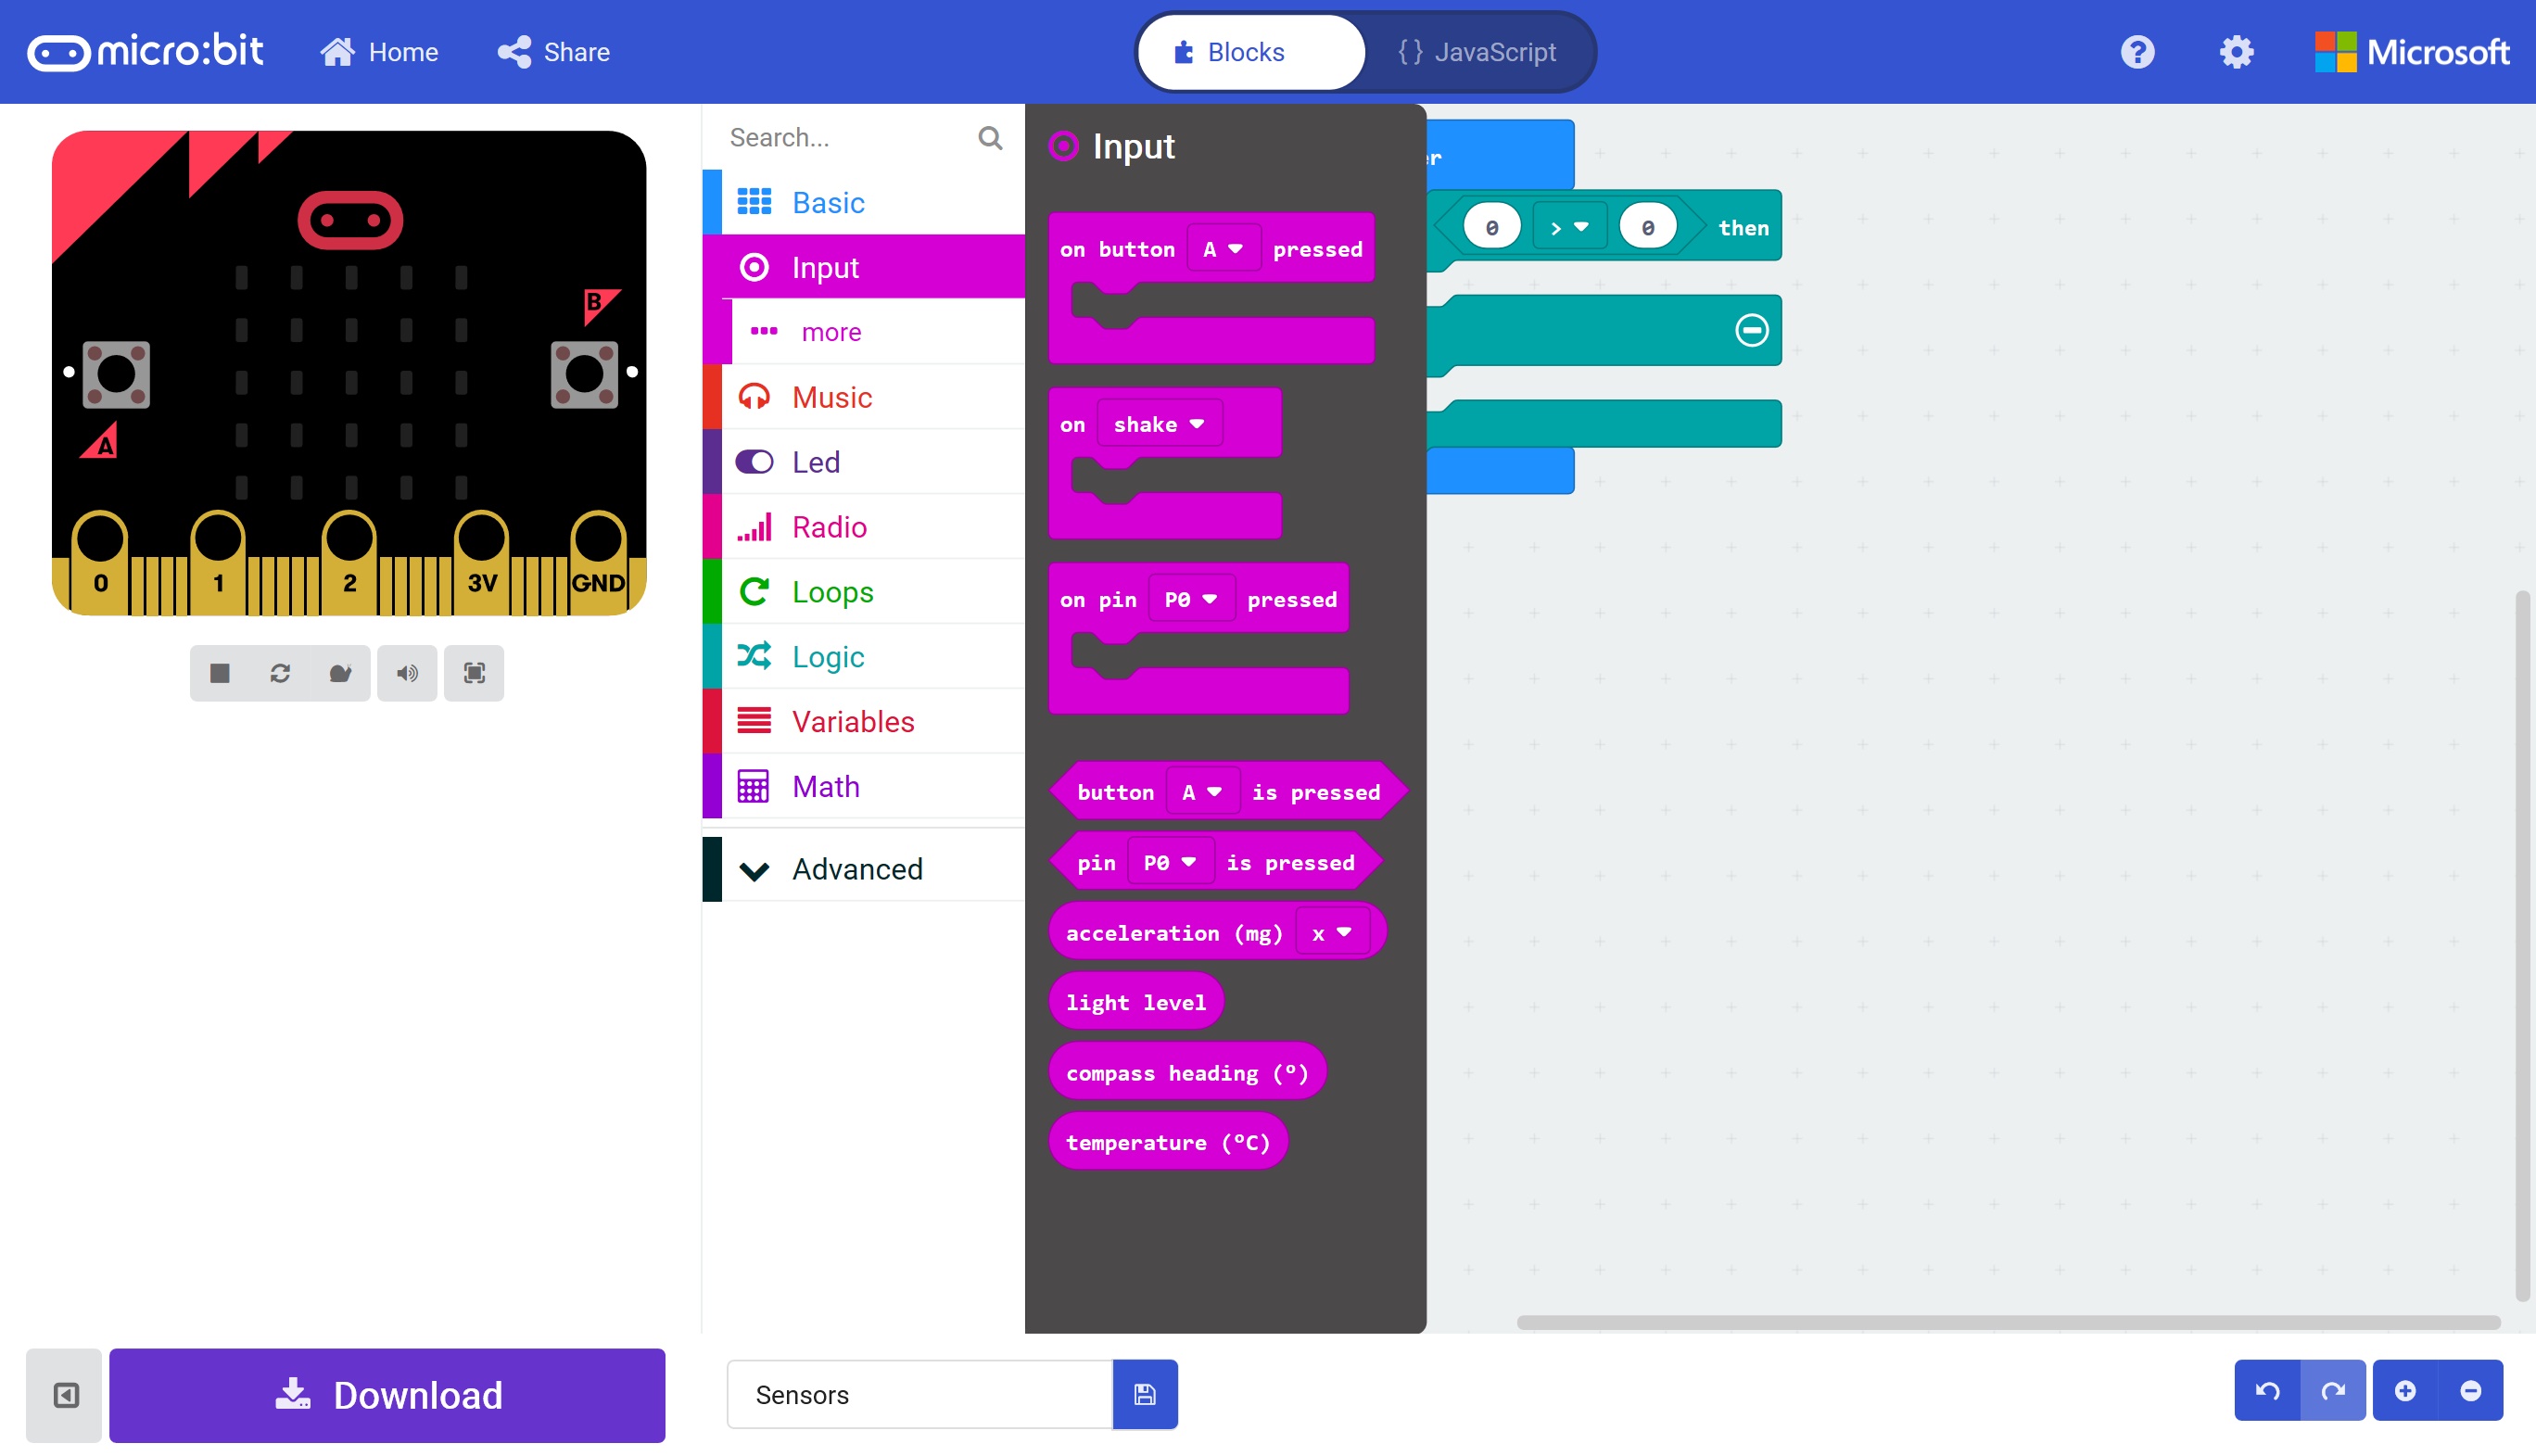 micro:bit Home Share Blocks {} JavaScript ? Microsoft
Search...
Basic
Input
more
Music
Led
Radio
Loops
Logic
Variables
Math
Advanced
Input
on button A pressed
on shake
on pin P0 pressed
button A is pressed
pin P0 is pressed
acceleration (mg) x
light level
compass heading (°)
temperature (°C)
er
0 > 0 then
B
A
0 1 2 3V GND
Download
Sensors